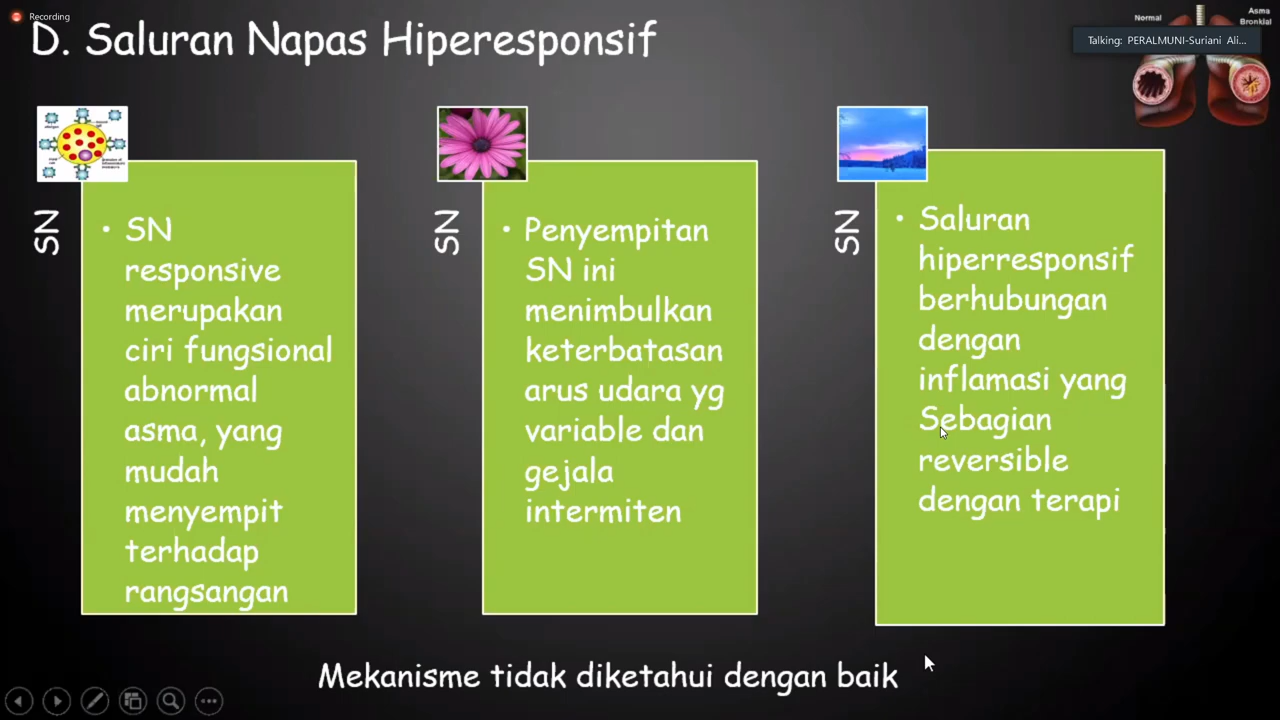 Recording
D. Saluran Napas Hiperesponsif
Normal
Asma
Bronkial
Talking: PERALMUNI-Suriani Ali...
SN
• SN
responsive
merupakan
ciri fungsional
abnormal
asma, yang
mudah
menyempit
terhadap
rangsangan
SN
• Penyempitan
SN ini
menimbulkan
keterbatasan
arus udara yg
variable dan
gejala
intermiten
SN
• Saluran
hiperresponsif
berhubungan
dengan
inflamasi yang
Sebagian
reversible
dengan terapi
Mekanisme tidak diketahui dengan baik